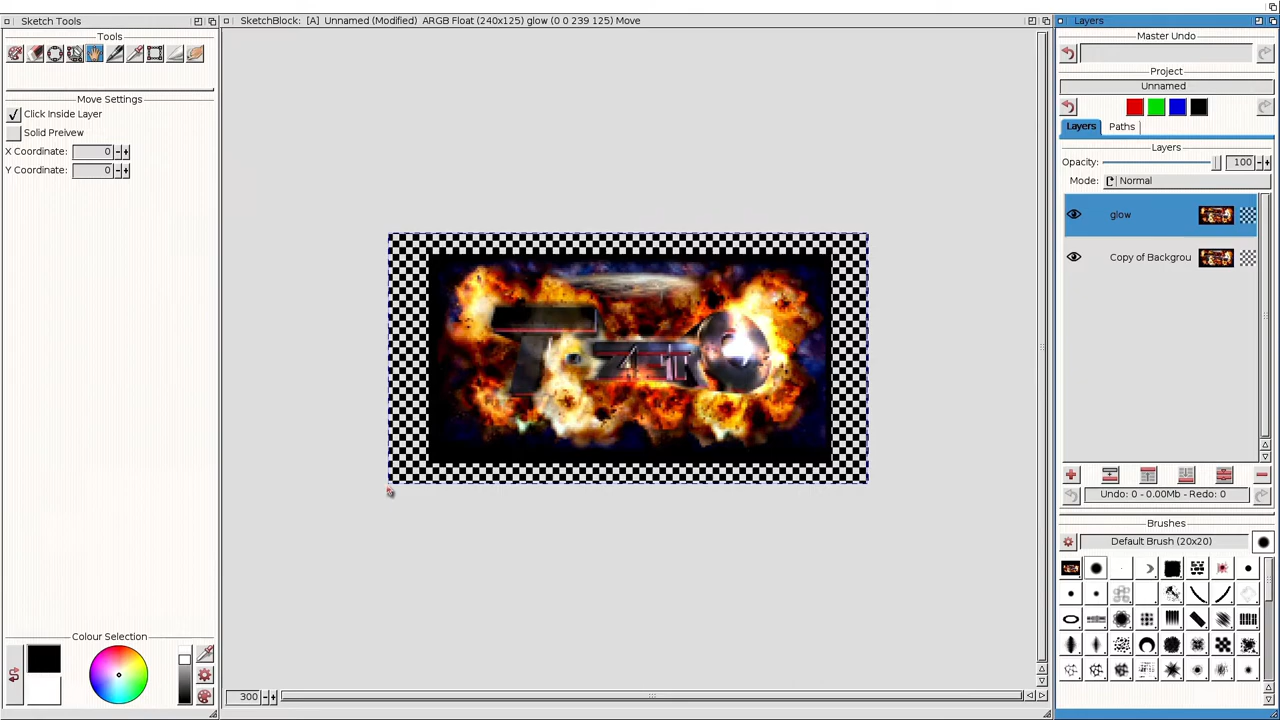 Sketch Tools
SketchBlock: [A] Unnamed (Modified) ARGB Float (240x125) glow (0 0 239 125) Move
Layers
Tools
Move Settings
Click Inside Layer
Solid Preivew
X Coordinate: 0
Y Coordinate: 0
Colour Selection
300
Master Undo
Project
Unnamed
Layers Paths
Layers
Opacity: 100
Mode: Normal
glow
Copy of Backgrou
Undo: 0 - 0.00Mb - Redo: 0
Brushes
Default Brush (20x20)